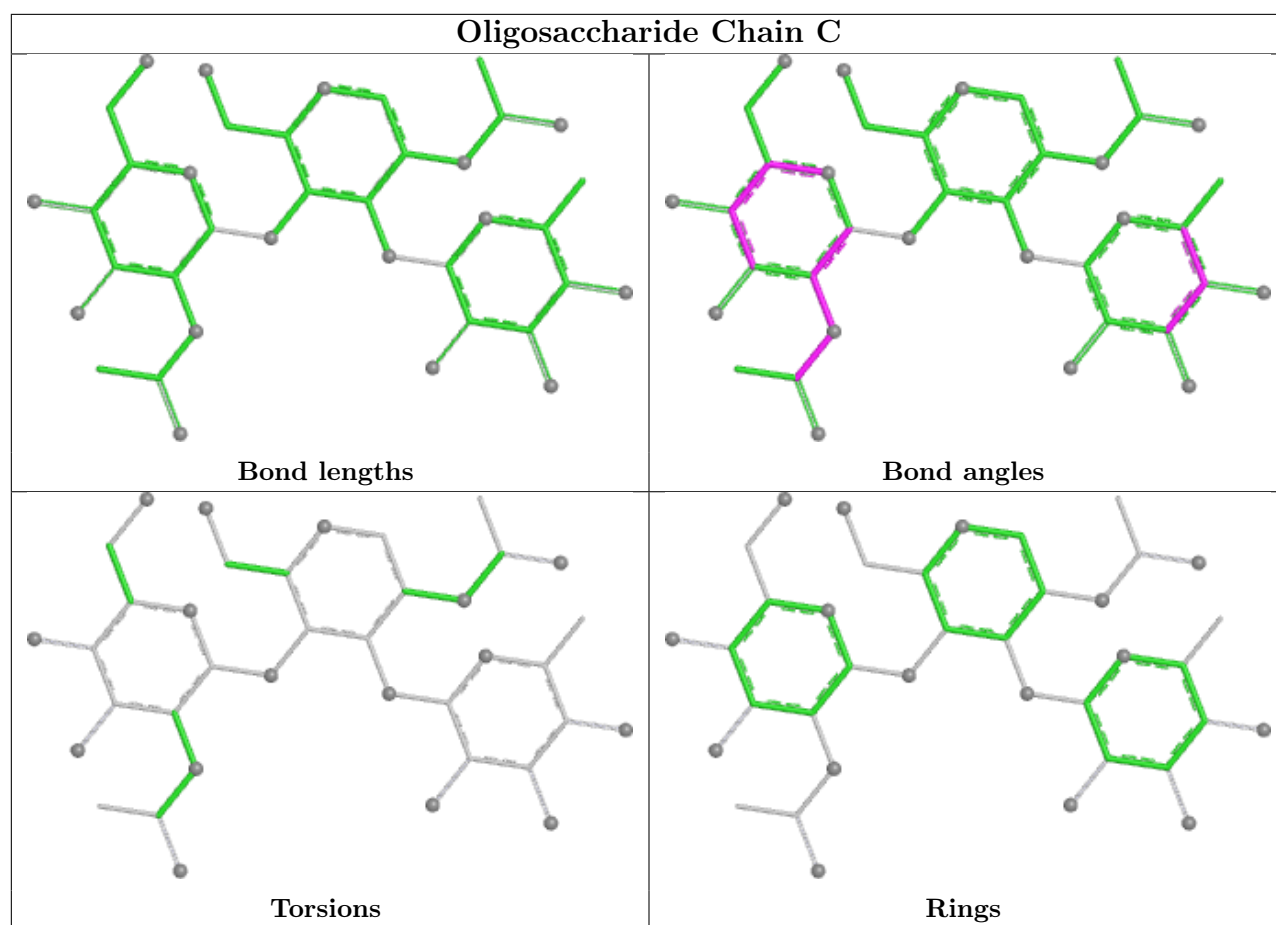 Oligosaccharide Chain C
Bond lengths
Bond angles
Torsions
Rings